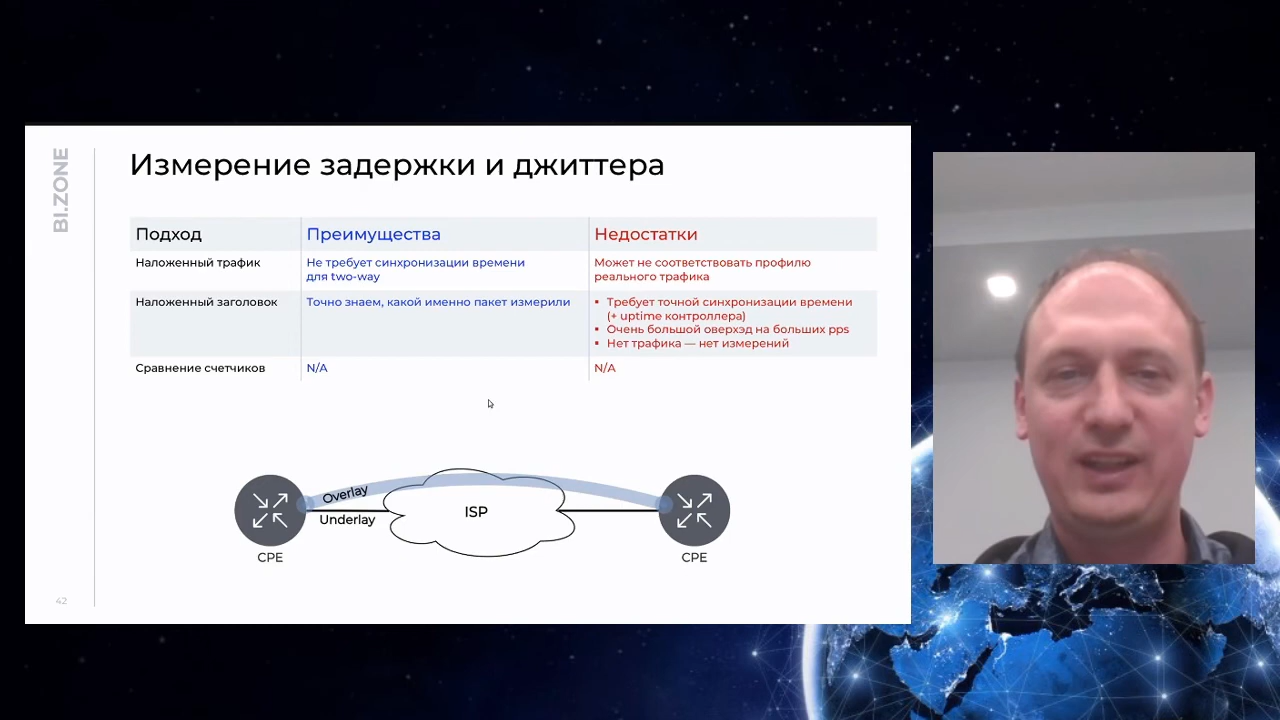 BI.ZONE
Измерение задержки и джиттера
Подход
Преимущества
Недостатки
Наложенный трафик
Не требует синхронизации времени
для two-way
Может не соответствовать профилю
реального трафика
Наложенный заголовок
Точно знаем, какой именно пакет измерили
▪ Требует точной синхронизации времени
(+ uptime контроллера)
▪ Очень большой оверхэд на больших pps
▪ Нет трафика — нет измерений
Сравнение счетчиков
N/A
N/A
Overlay
Underlay
ISP
CPE
CPE
42